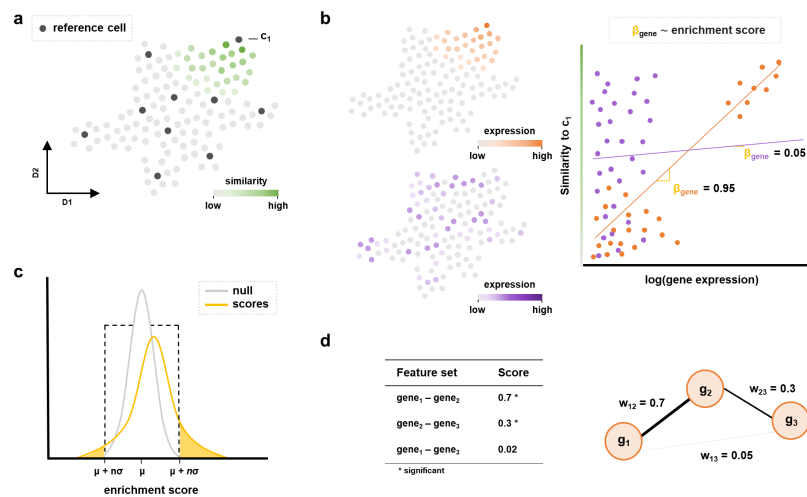 a
reference cell
c1
similarity
low high
D2
D1
b
expression
low high
expression
low high
βgene ~ enrichment score
Similarity to c1
βgene = 0.05
βgene = 0.95
log(gene expression)
c
null
scores
μ + nσ μ μ + nσ
enrichment score
d
Feature set Score
gene1 – gene2 0.7 *
gene2 – gene3 0.3 *
gene1 – gene3 0.02
* significant
g1
g2
g3
w12 = 0.7
w23 = 0.3
w13 = 0.05